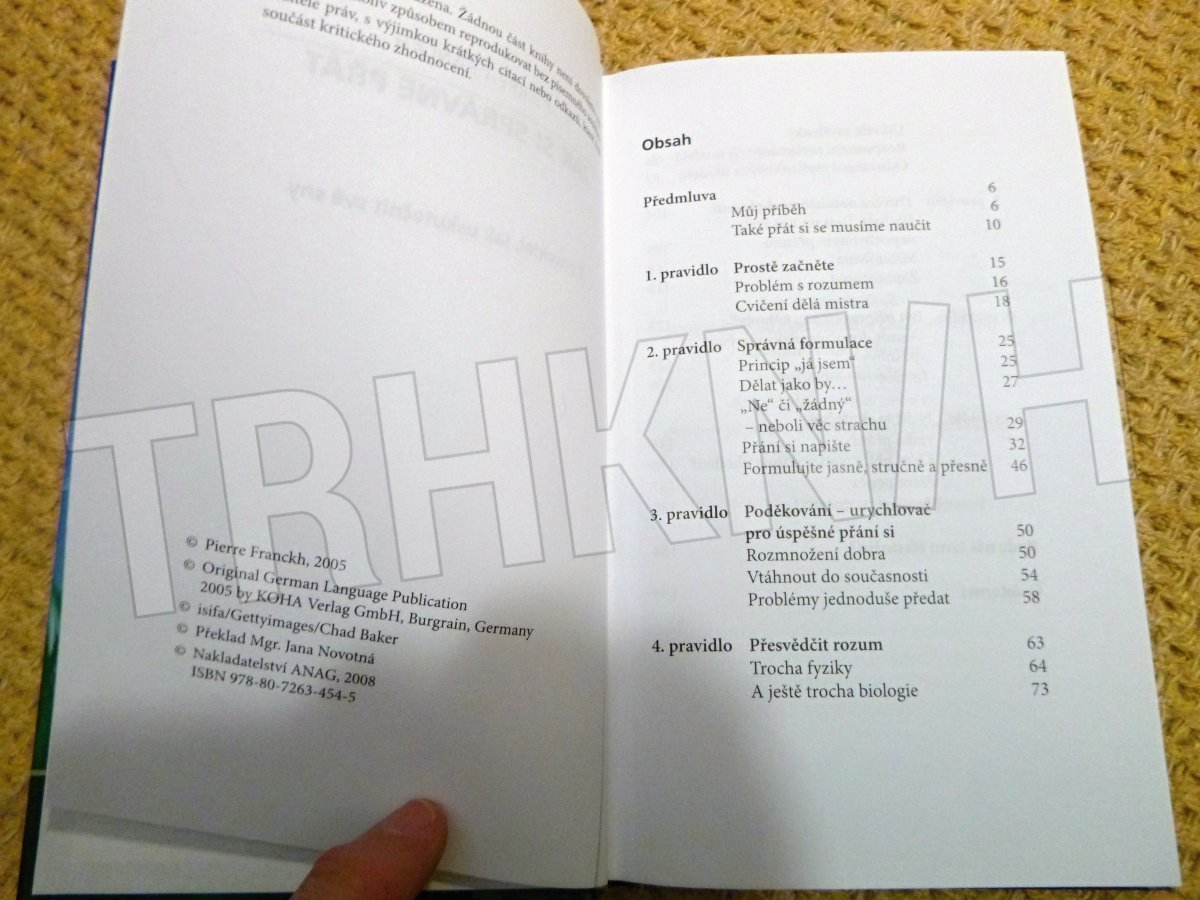 žena. Žádnou část knihy není
způsobem reprodukovat bez písemného
práv, s výjimkou krátkých citací nebo odkazů,
součást kritického zhodnocení.
© Pierre Franckh, 2005
© Original German Language Publication
2005 by KOHA Verlag GmbH, Burgrain, Germany
© isifa/Gettyimages/Chad Baker
© Překlad Mgr. Jana Novotná
© Nakladatelství ANAG, 2008
ISBN 978-80-7263-454-5
Obsah
Předmluva 6
Můj příběh 6
Také přát si se musíme naučit 10
1. pravidlo Prostě začněte 15
Problém s rozumem 16
Cvičení dělá mistra 18
2. pravidlo Správná formulace 25
Princip „já jsem“ 25
Dělat jako by… 27
„Ne“ či „žádný“
– neboli věc strachu 29
Přání si napište 32
Formulujte jasně, stručně a přesně 46
3. pravidlo Poděkování – urychlovač
pro úspěšné přání si 50
Rozmnožení dobra 50
Vtáhnout do současnosti 54
Problémy jednoduše předat 58
4. pravidlo Přesvědčit rozum 63
Trocha fyziky 64
A ještě trocha biologie 73
TRHKNIH